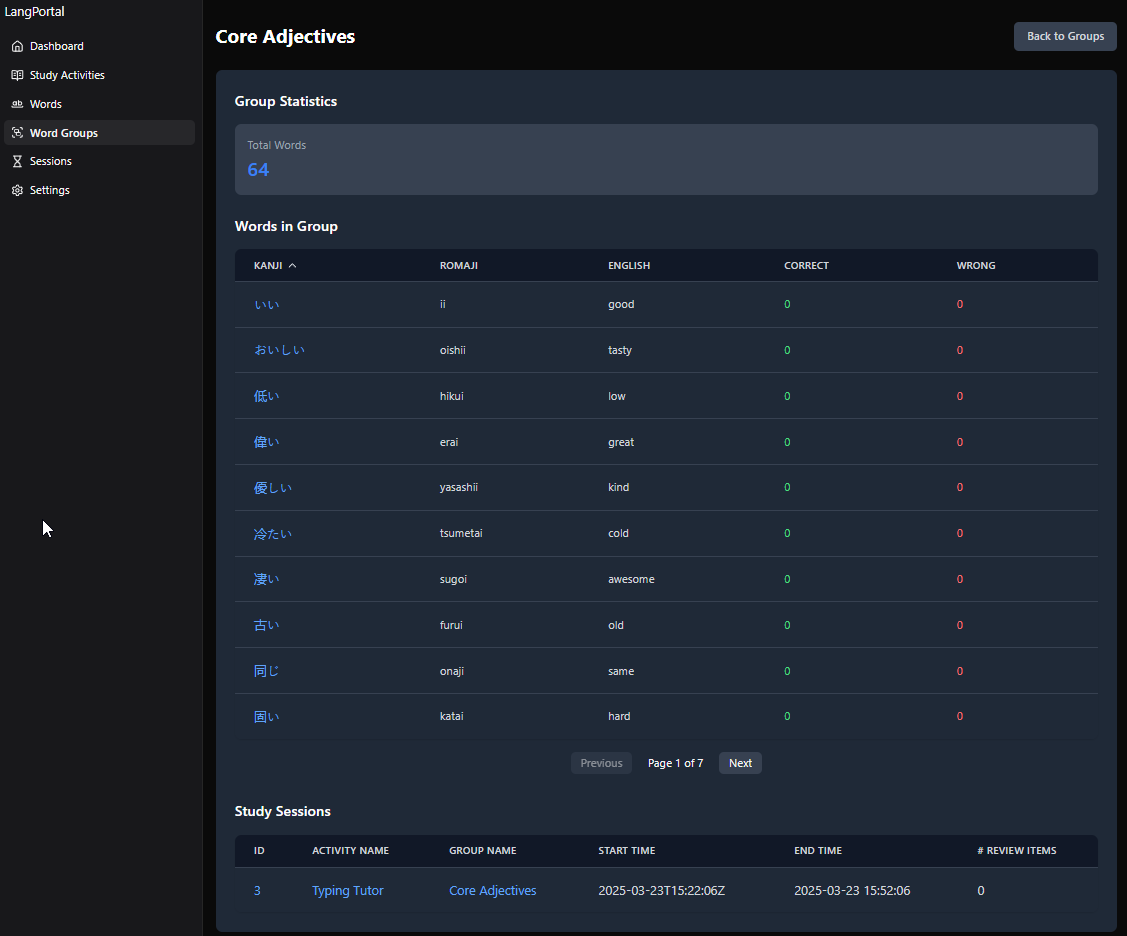 LangPortal
Dashboard
Study Activities
Words
Word Groups
Sessions
Settings
Core Adjectives
Back to Groups
Group Statistics
Total Words
64
Words in Group
KANJI ROMAJI ENGLISH CORRECT WRONG
いい ii good 0 0
おいしい oishii tasty 0 0
低い hikui low 0 0
偉い erai great 0 0
優しい yasashii kind 0 0
冷たい tsumetai cold 0 0
凄い sugoi awesome 0 0
古い furui old 0 0
同じ onaji same 0 0
固い katai hard 0 0
Previous Page 1 of 7 Next
Study Sessions
ID ACTIVITY NAME GROUP NAME START TIME END TIME # REVIEW ITEMS
3 Typing Tutor Core Adjectives 2025-03-23T15:22:06Z 2025-03-23 15:52:06 0